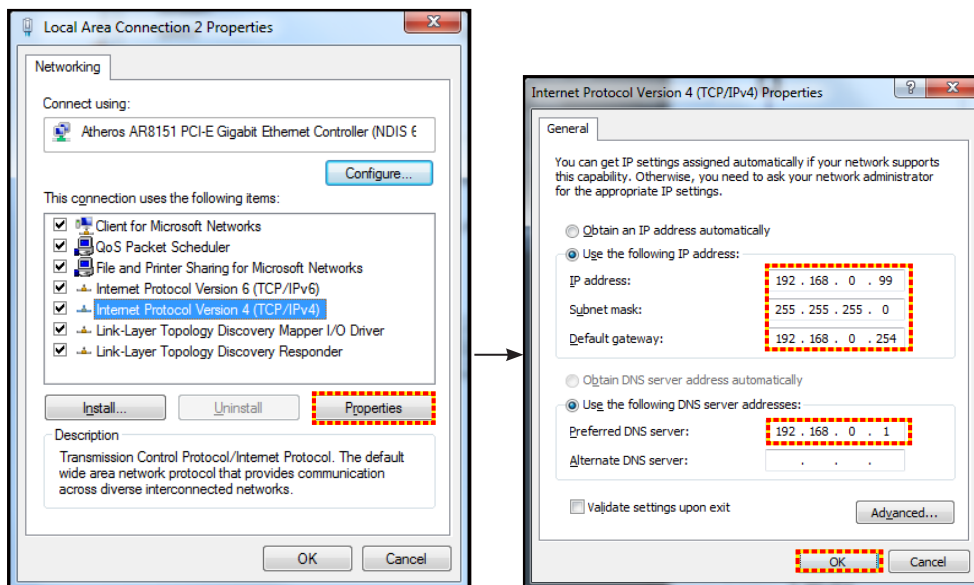 Local Area Connection 2 Properties
Networking
Connect using:
Atheros AR8151 PCI-E Gigabit Ethernet Controller (NDIS 6
Configure...
This connection uses the following items:
Client for Microsoft Networks
QoS Packet Scheduler
File and Printer Sharing for Microsoft Networks
Internet Protocol Version 6 (TCP/IPv6)
Internet Protocol Version 4 (TCP/IPv4)
Link-Layer Topology Discovery Mapper I/O Driver
Link-Layer Topology Discovery Responder
Install...
Uninstall
Properties
Description
Transmission Control Protocol/Internet Protocol. The default
wide area network protocol that provides communication
across diverse interconnected networks.
OK
Cancel
Internet Protocol Version 4 (TCP/IPv4) Properties
General
You can get IP settings assigned automatically if your network supports
this capability. Otherwise, you need to ask your network administrator
for the appropriate IP settings.
Obtain an IP address automatically
Use the following IP address:
IP address: 192 . 168 . 0 . 99
Subnet mask: 255 . 255 . 255 . 0
Default gateway: 192 . 168 . 0 . 254
Obtain DNS server address automatically
Use the following DNS server addresses:
Preferred DNS server: 192 . 168 . 0 . 1
Alternate DNS server: . . .
Validate settings upon exit
Advanced...
OK
Cancel